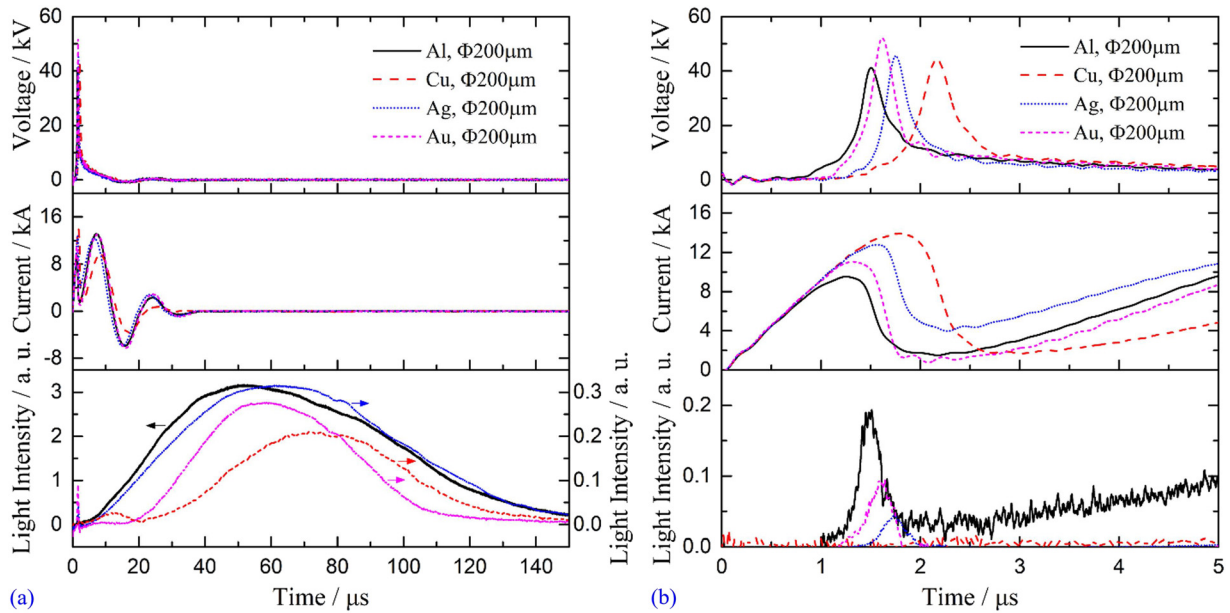 60
40
20
0
Voltage / kV
Al, Φ200μm
Cu, Φ200μm
Ag, Φ200μm
Au, Φ200μm
16
8
0
-8
Current / kA
3
2
1
0
Light Intensity / a. u.
0.3
0.2
0.1
0.0
Light Intensity / a. u.
0 20 40 60 80 100 120 140
Time / μs
(a)
60
40
20
0
Voltage / kV
Al, Φ200μm
Cu, Φ200μm
Ag, Φ200μm
Au, Φ200μm
16
12
8
4
0
Current / kA
0.2
0.1
0.0
Light Intensity / a. u.
0 1 2 3 4 5
Time / μs
(b)